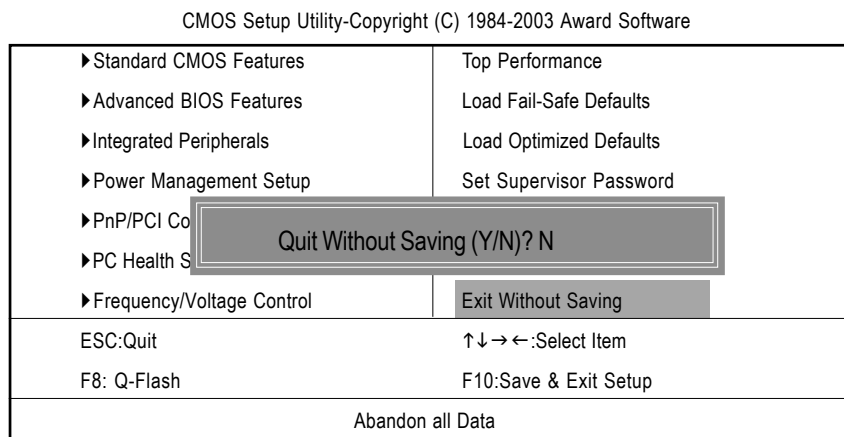 CMOS Setup Utility-Copyright (C) 1984-2003 Award Software
▶Standard CMOS Features
▶Advanced BIOS Features
▶Integrated Peripherals
▶Power Management Setup
▶PnP/PCI Co
▶PC Health S
▶Frequency/Voltage Control
Top Performance
Load Fail-Safe Defaults
Load Optimized Defaults
Set Supervisor Password
Exit Without Saving
Quit Without Saving (Y/N)? N
ESC:Quit
↑↓→←:Select Item
F8: Q-Flash
F10:Save & Exit Setup
Abandon all Data